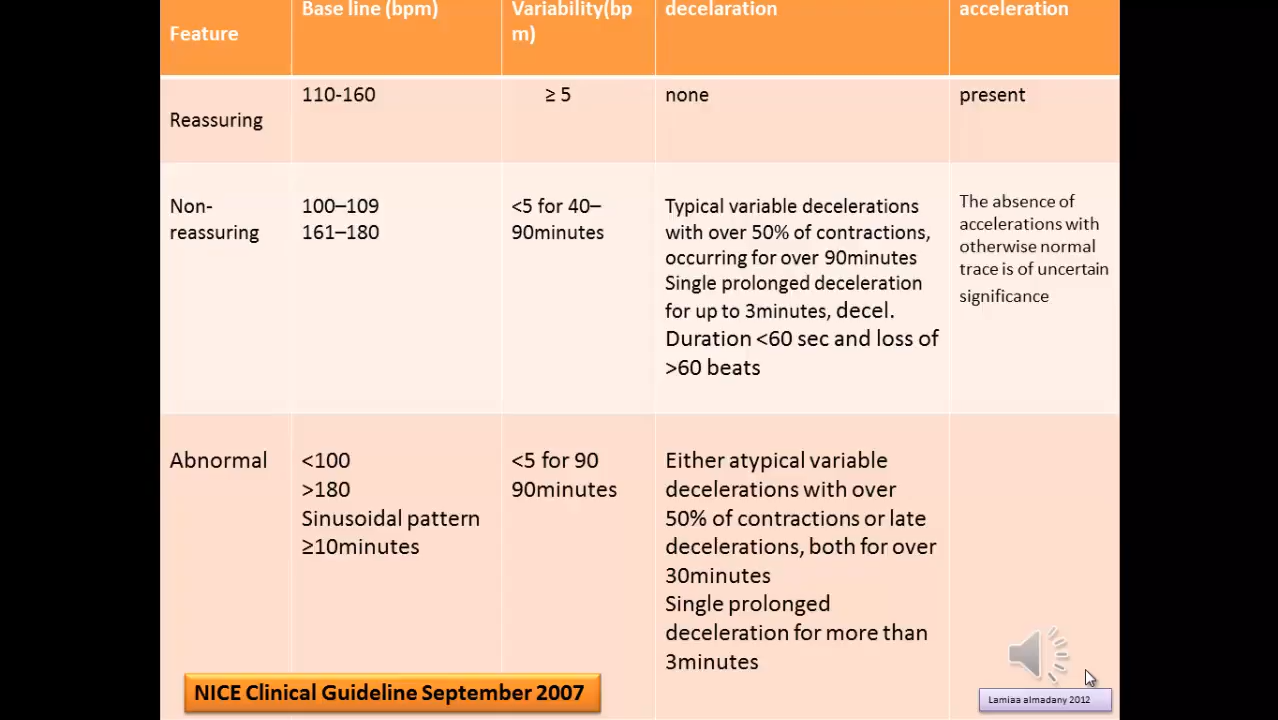 Feature
Base line (bpm)
Variability(bp
m)
decelaration
acceleration
Reassuring
110-160
≥ 5
none
present
Non-
reassuring
100–109
161–180
<5 for 40–
90minutes
Typical variable decelerations
with over 50% of contractions,
occurring for over 90minutes
Single prolonged deceleration
for up to 3minutes, decel.
Duration <60 sec and loss of
>60 beats
The absence of
accelerations with
otherwise normal
trace is of uncertain
significance
Abnormal
<100
>180
Sinusoidal pattern
≥10minutes
<5 for 90
90minutes
Either atypical variable
decelerations with over
50% of contractions or late
decelerations, both for over
30minutes
Single prolonged
deceleration for more than
3minutes
NICE Clinical Guideline September 2007
Lamiaa almadany 2012